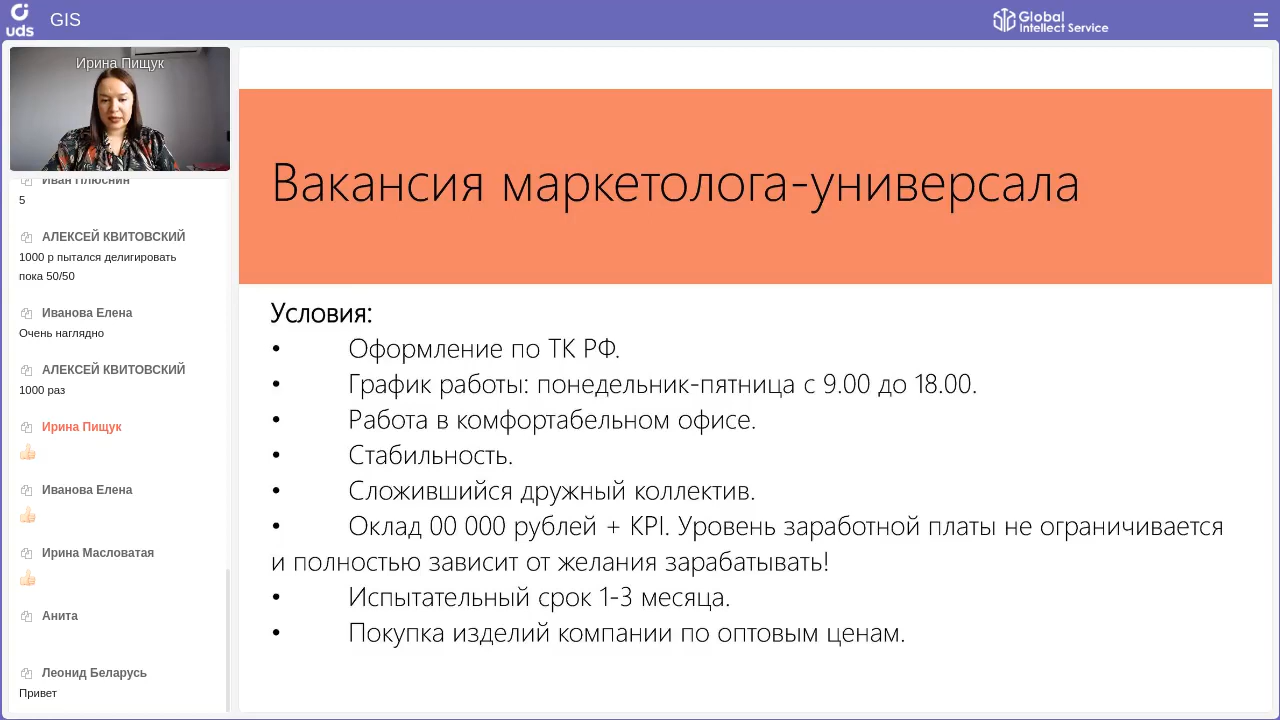 uds
GIS
Global
Intellect Service
Ирина Пищук
Иван Плюснин
5
АЛЕКСЕЙ КВИТОВСКИЙ
1000 р пытался делигировать
пока 50/50
Иванова Елена
Очень наглядно
АЛЕКСЕЙ КВИТОВСКИЙ
1000 раз
Ирина Пищук
Иванова Елена
Ирина Масловатая
Анита
Леонид Беларусь
Привет
Вакансия маркетолога-универсала
Условия:
• Оформление по ТК РФ.
• График работы: понедельник-пятница с 9.00 до 18.00.
• Работа в комфортабельном офисе.
• Стабильность.
• Сложившийся дружный коллектив.
• Оклад 00 000 рублей + KPI. Уровень заработной платы не ограничивается
и полностью зависит от желания зарабатывать!
• Испытательный срок 1-3 месяца.
• Покупка изделий компании по оптовым ценам.